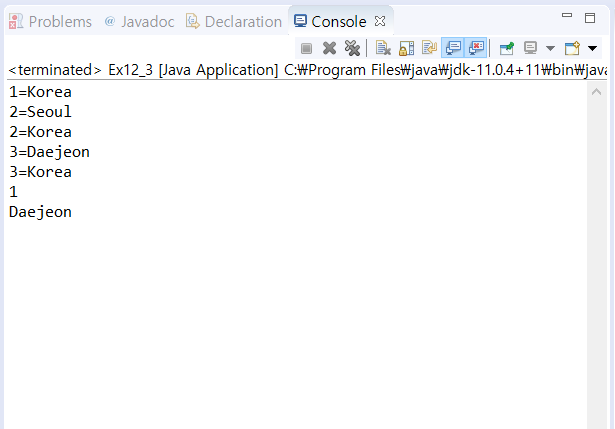 Problems @ Javadoc Declaration Console
<terminated> Ex12_3 [Java Application] C:₩Program Files₩java₩jdk-11.0.4+11₩bin₩java
1=Korea
2=Seoul
2=Korea
3=Daejeon
3=Korea
1
Daejeon